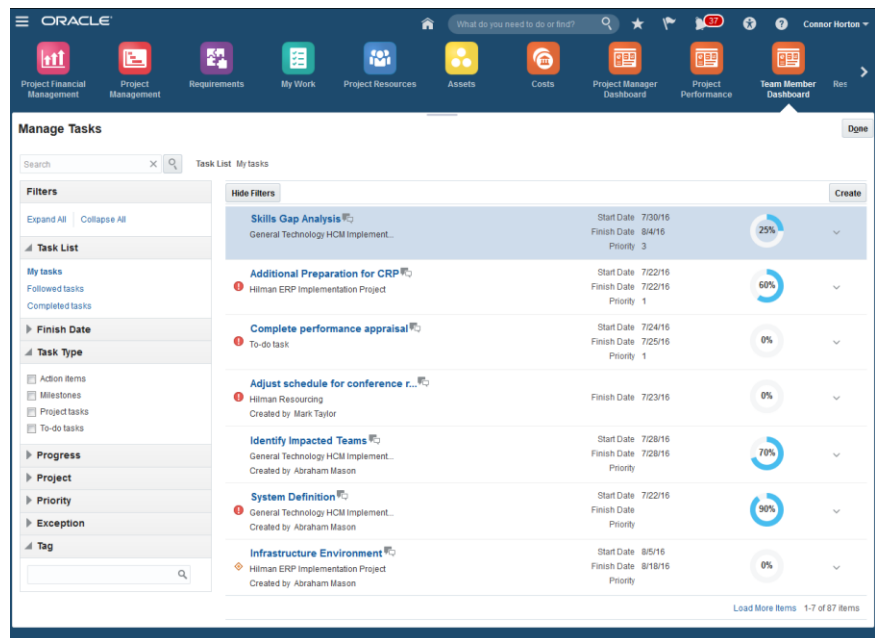 ORACLE
What do you need to do or find?
37
Connor Horton
Project Financial Management
Project Management
Requirements
My Work
Project Resources
Assets
Costs
Project Manager Dashboard
Project Performance
Team Member Dashboard
Res
Manage Tasks
Done
Search
Task List My tasks
Filters
Hide Filters
Create
Expand All Collapse All
Task List
My tasks
Followed tasks
Completed tasks
Finish Date
Task Type
Action items
Milestones
Project tasks
To-do tasks
Progress
Project
Priority
Exception
Tag
Skills Gap Analysis
General Technology HCM Implement...
Start Date 7/30/16
Finish Date 8/4/16
Priority 3
25%
Additional Preparation for CRP
Hilman ERP Implementation Project
Start Date 7/22/16
Finish Date 7/22/16
Priority 1
60%
Complete performance appraisal
To-do task
Start Date 7/24/16
Finish Date 7/25/16
Priority 1
0%
Adjust schedule for conference r...
Hilman Resourcing
Created by Mark Taylor
Finish Date 7/23/16
0%
Identify Impacted Teams
General Technology HCM Implement...
Created by Abraham Mason
Start Date 7/28/16
Finish Date 7/28/16
Priority
70%
System Definition
General Technology HCM Implement...
Created by Abraham Mason
Start Date 7/22/16
Finish Date
Priority
90%
Infrastructure Environment
Hilman ERP Implementation Project
Created by Abraham Mason
Start Date 8/5/16
Finish Date 8/18/16
Priority
0%
Load More Items 1-7 of 87 items